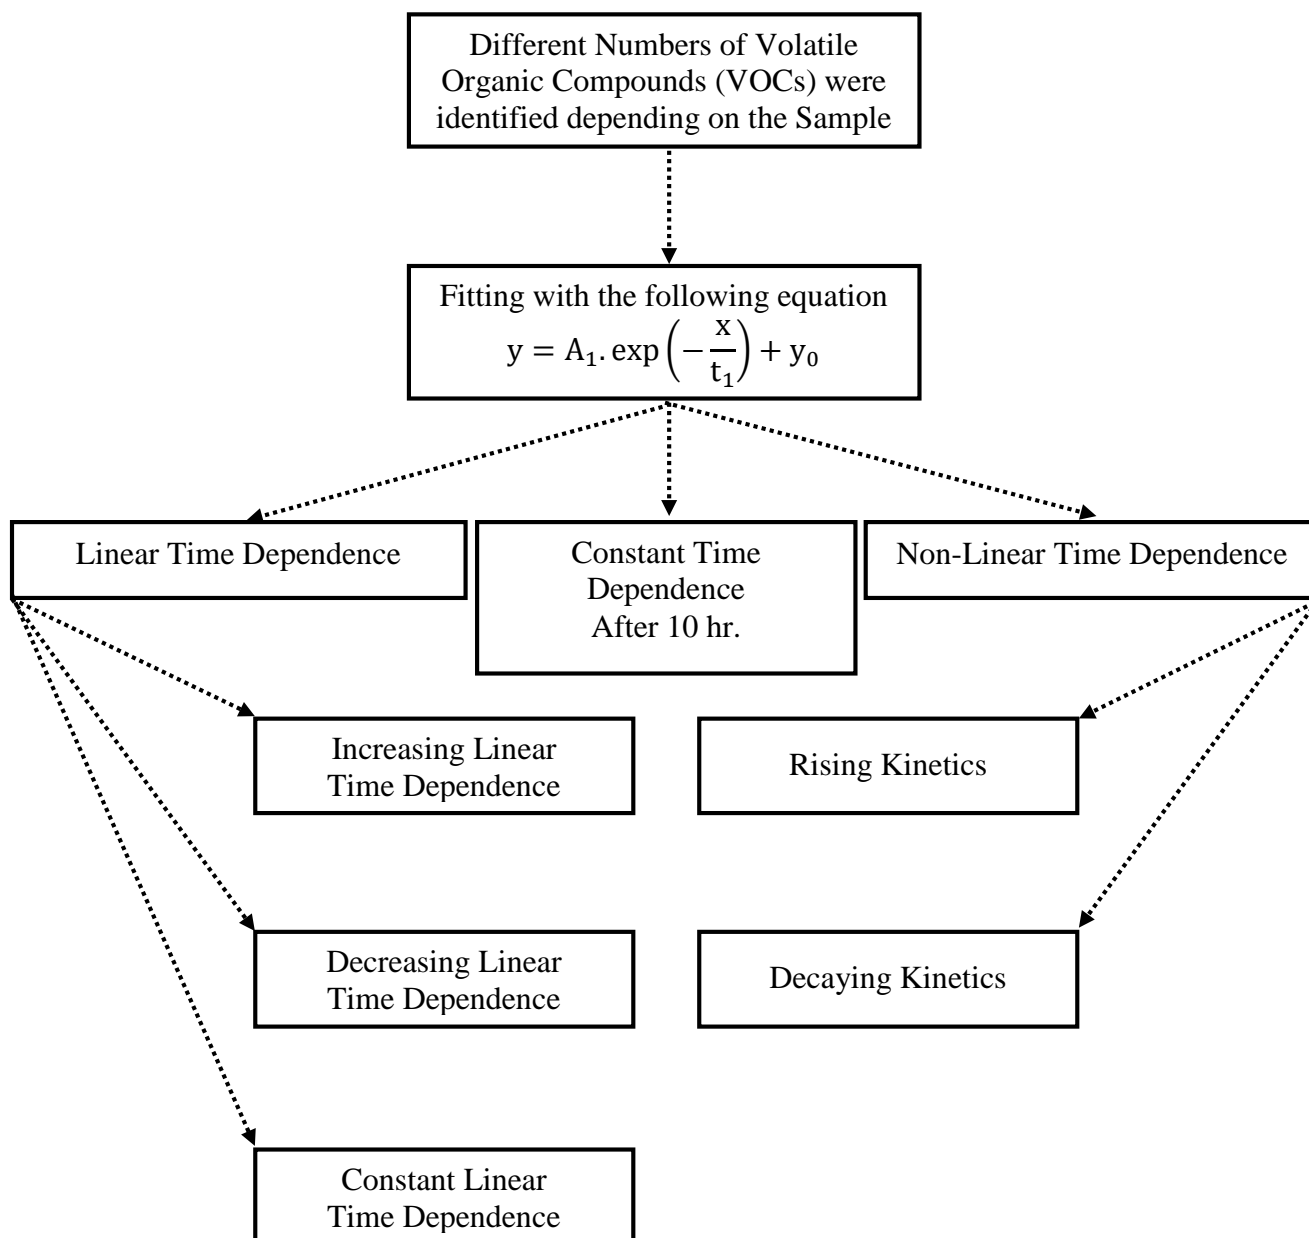 Different Numbers of Volatile
Organic Compounds (VOCs) were
identified depending on the Sample
Fitting with the following equation
y = A₁. exp (− x/t₁) + y₀
Linear Time Dependence
Constant Time
Dependence
After 10 hr.
Non-Linear Time Dependence
Increasing Linear
Time Dependence
Rising Kinetics
Decreasing Linear
Time Dependence
Decaying Kinetics
Constant Linear
Time Dependence